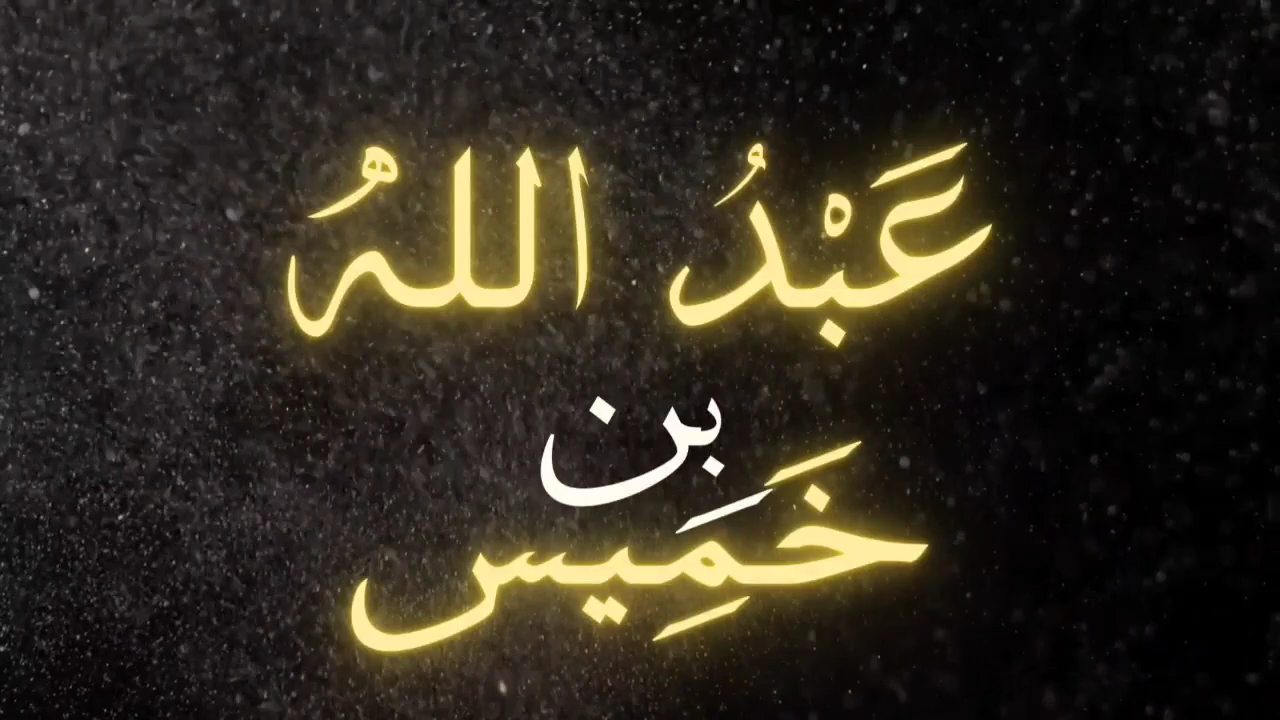 عَبْدُ اللهُ
بن
خَمِيس